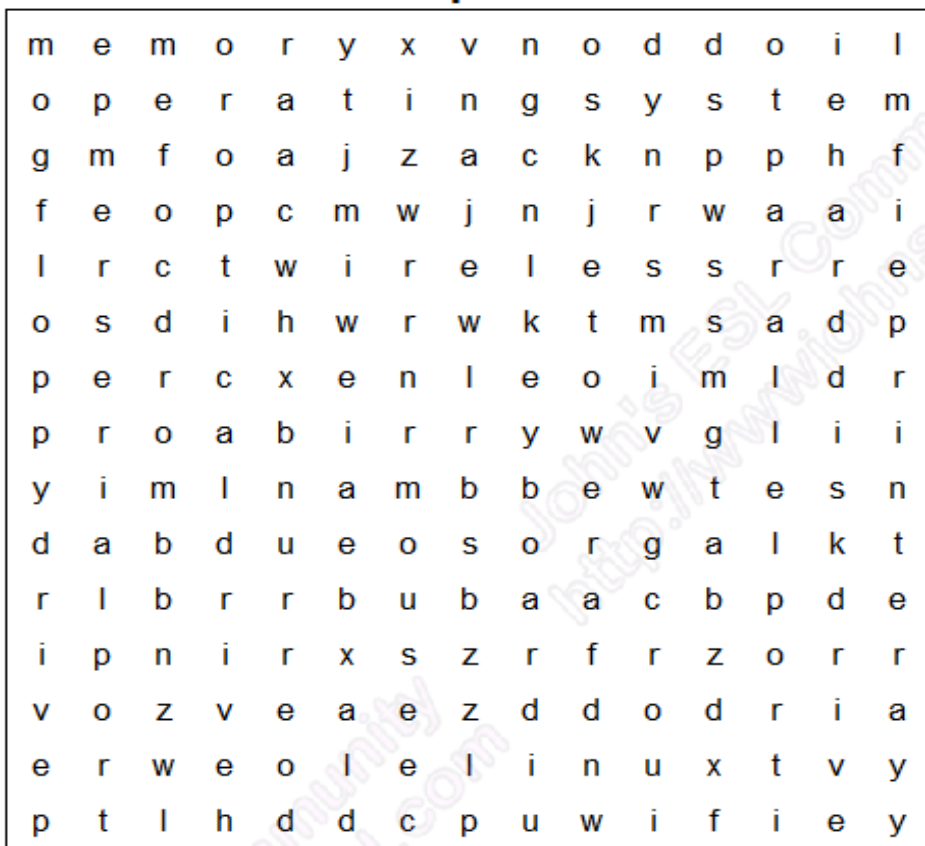 m e m o r y x v n o d d o i l
o p e r a t i n g s y s t e m
g m f o a j z a c k n p p h f
f e o p c m w j n j r w a a i
l r c t w i r e l e s s r r e
o s d i h w r w k t m s a d p
p e r c x e n l e o i m l d r
p r o a b i r r y w v g l i i
y i m l n a m b b e w t e s n
d a b d u e o s o r g a l k t
r l b r r b u b a a c b p d e
i p n i r x s z r f r z o r r
v o z v e a e z d d o d r i a
e r w e o l e l i n u x t v y
p t l h d d c p u w i f i e y